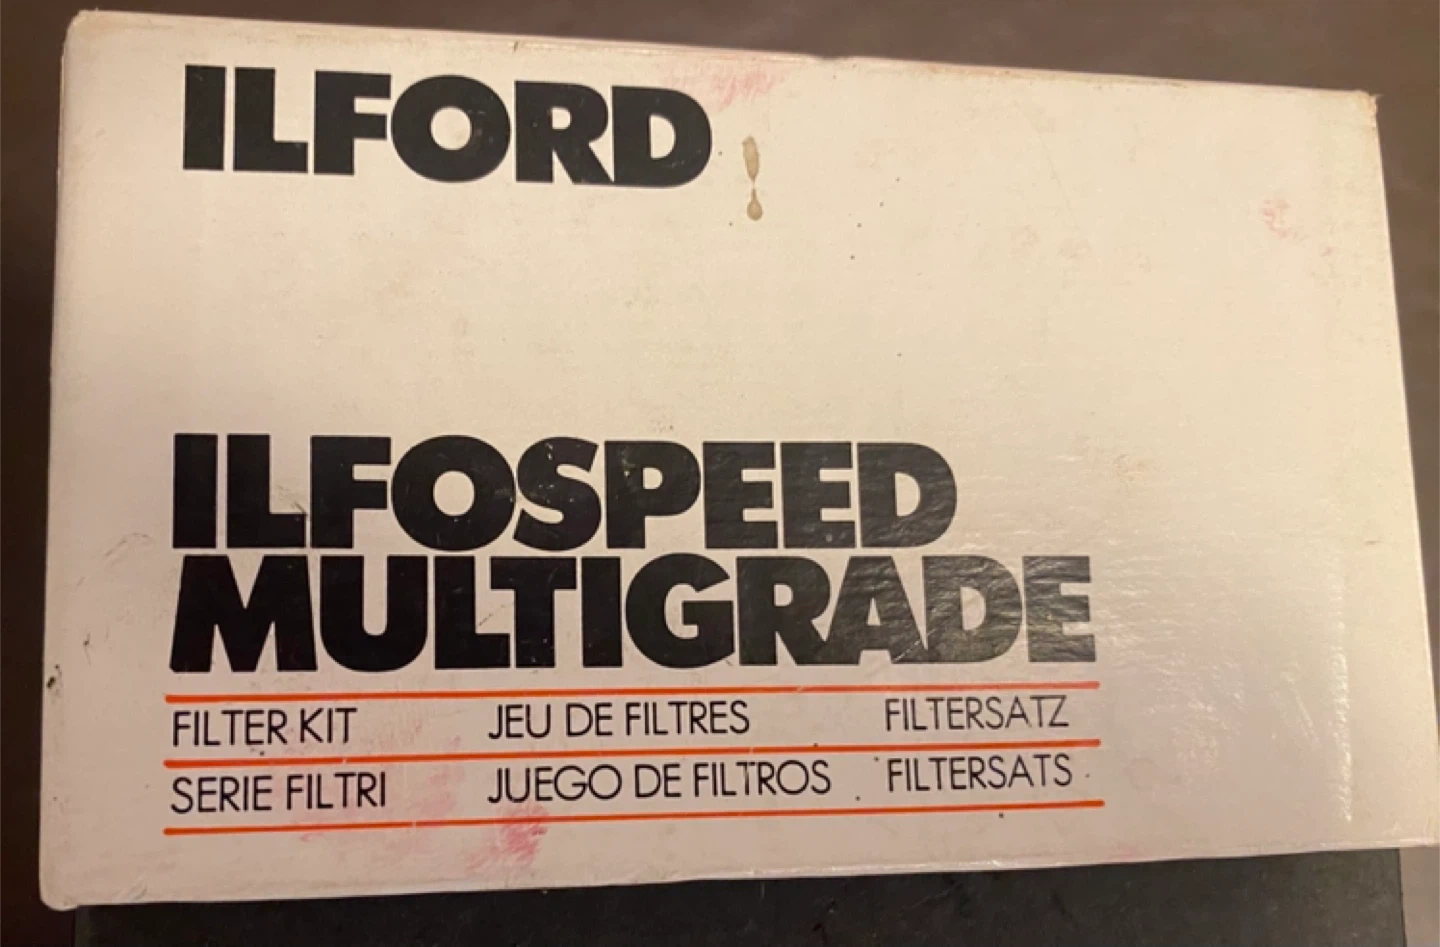 ILFORD
ILFOSPEED
MULTIGRADE
FILTER KIT JEU DE FILTRES FILTERSATZ
SERIE FILTRI JUEGO DE FILTROS FILTERSATS